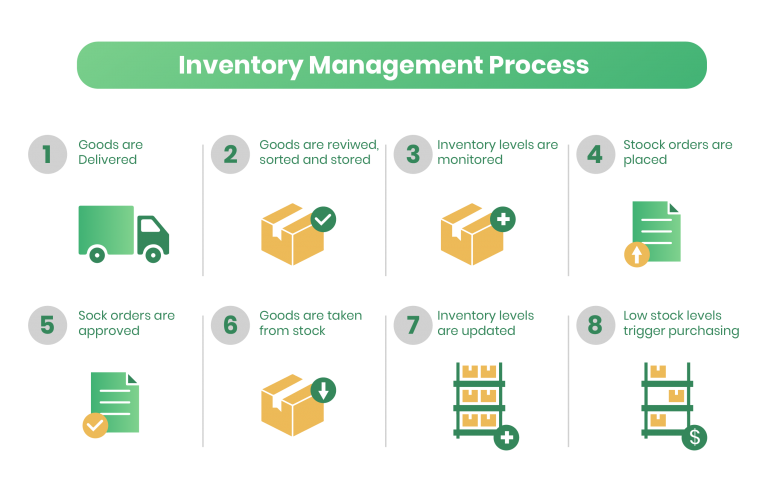 Inventory Management Process
1
Goods are
Delivered
2
Goods are reviwed,
sorted and stored
3
Inventory levels are
monitored
4
Stoock orders are
placed
5
Sock orders are
approved
6
Goods are taken
from stock
7
Inventory levels
are updated
8
Low stock levels
trigger purchasing
$